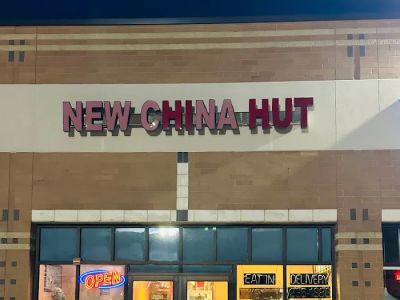 NEW CHINA HUT
OPEN
EAT IN
DELIVERY